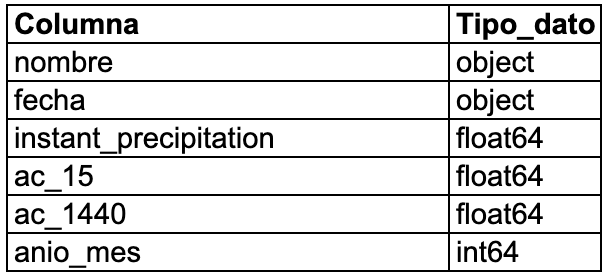 Columna Tipo_dato
nombre object
fecha object
instant_precipitation float64
ac_15 float64
ac_1440 float64
anio_mes int64